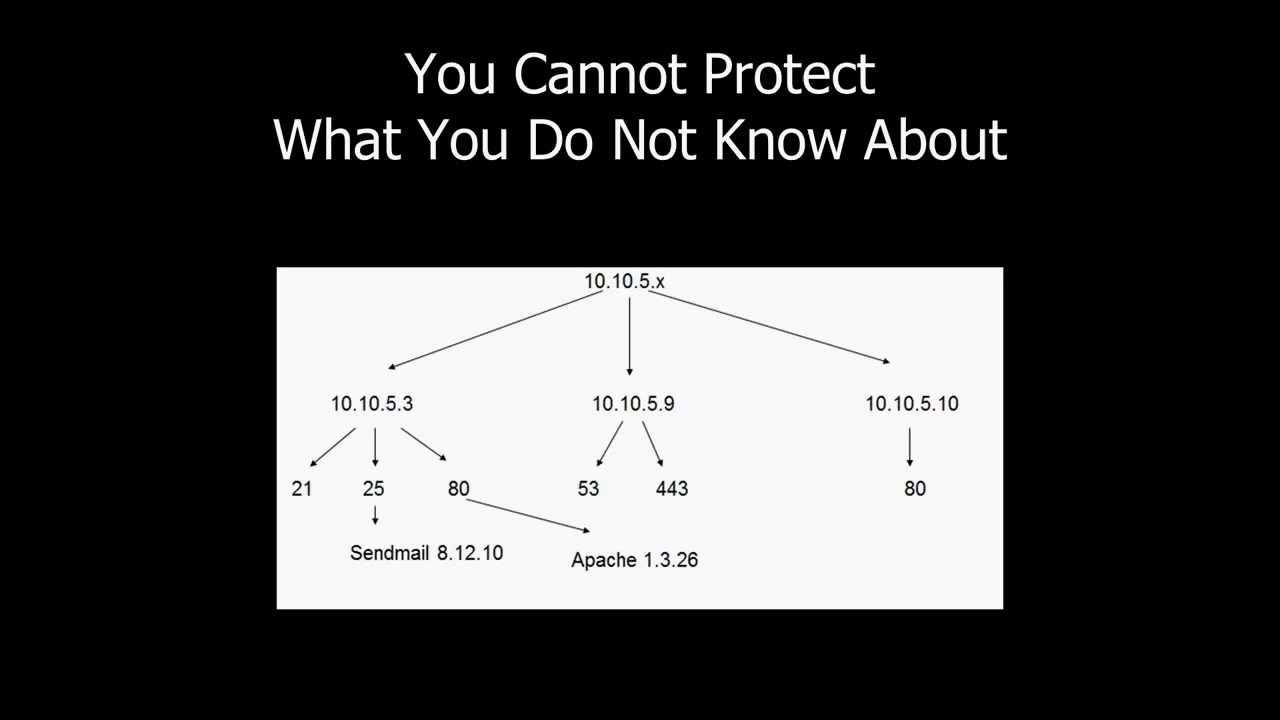 You Cannot Protect
What You Do Not Know About
10.10.5.x
10.10.5.3
10.10.5.9
10.10.5.10
21
25
80
53
443
80
Sendmail 8.12.10
Apache 1.3.26